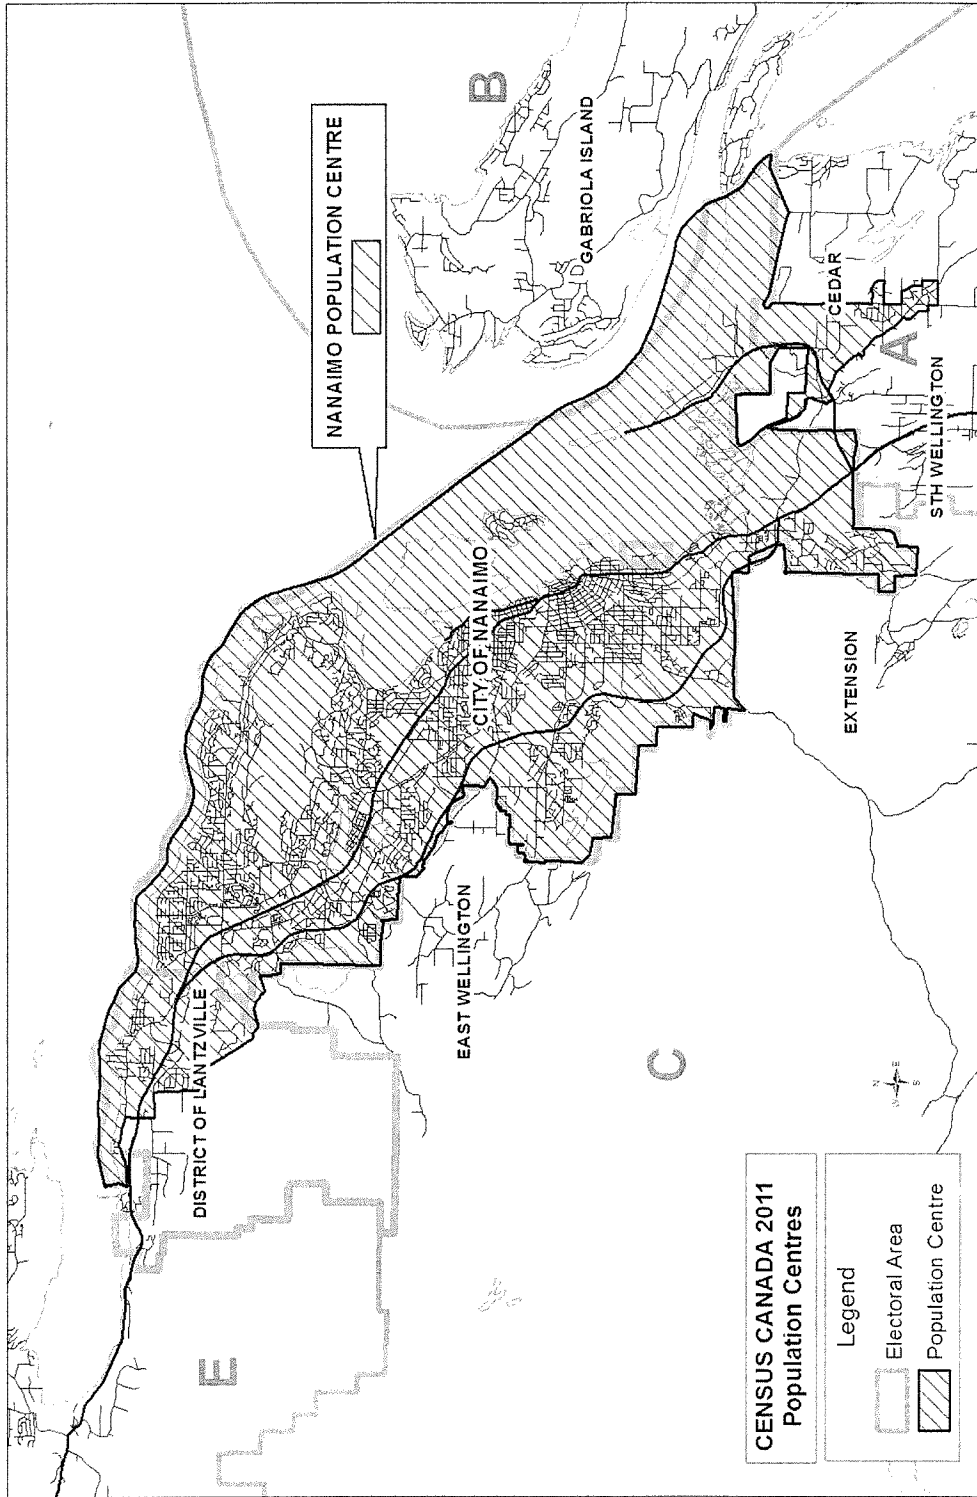 NANAIMO POPULATION CENTRE
B
GABRIOLA ISLAND
CITY OF NANAIMO
CEDAR
A
STH WELLINGTON
EXTENSION
EAST WELLINGTON
DISTRICT OF LANTZVILLE
C
E
N
W E
S
CENSUS CANADA 2011
Population Centres
Legend
Electoral Area
Population Centre